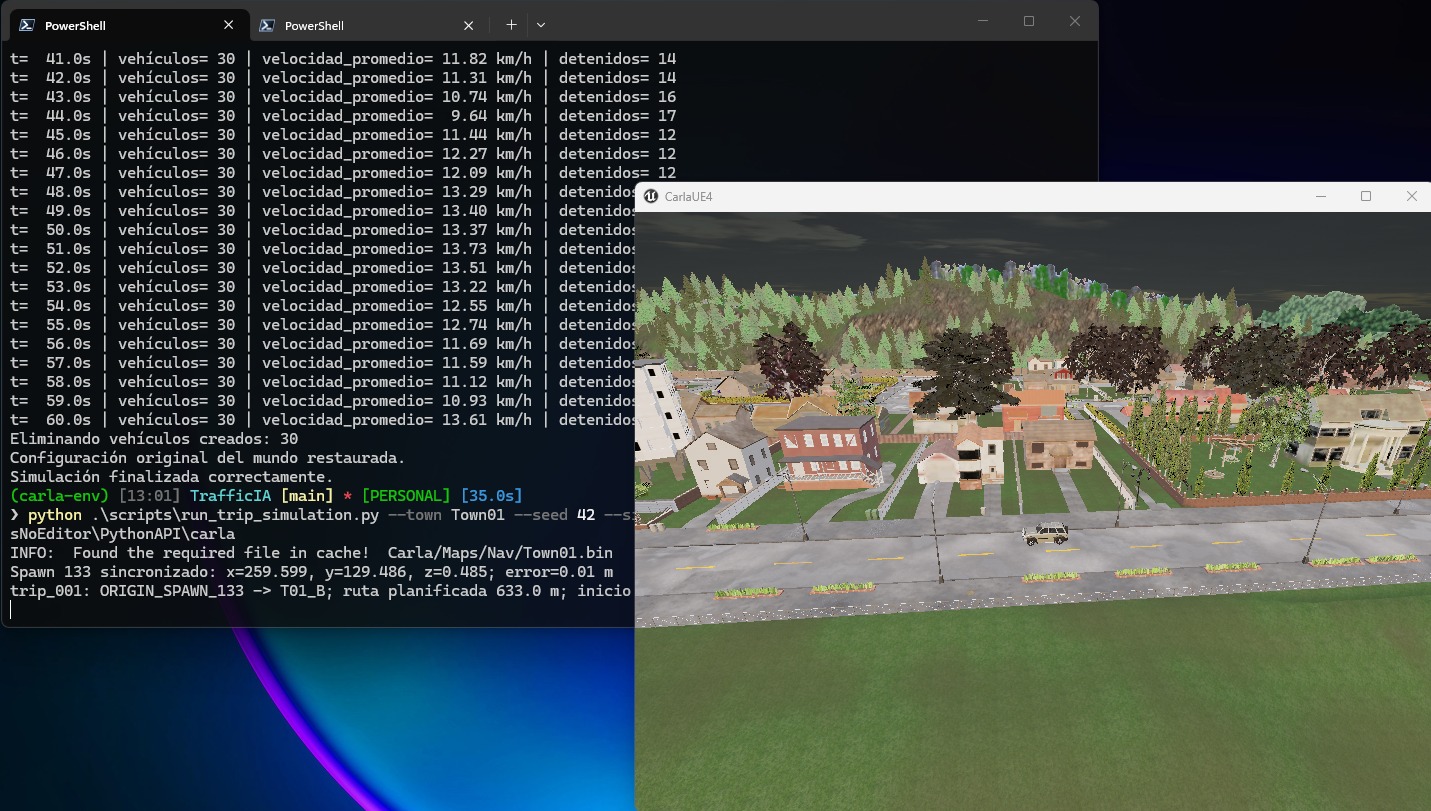 PowerShell
PowerShell
t=  41.0s | vehículos= 30 | velocidad_promedio= 11.82 km/h | detenidos= 14
t=  42.0s | vehículos= 30 | velocidad_promedio= 11.31 km/h | detenidos= 14
t=  43.0s | vehículos= 30 | velocidad_promedio= 10.74 km/h | detenidos= 16
t=  44.0s | vehículos= 30 | velocidad_promedio=  9.64 km/h | detenidos= 17
t=  45.0s | vehículos= 30 | velocidad_promedio= 11.44 km/h | detenidos= 12
t=  46.0s | vehículos= 30 | velocidad_promedio= 12.27 km/h | detenidos= 12
t=  47.0s | vehículos= 30 | velocidad_promedio= 12.09 km/h | detenidos= 12
t=  48.0s | vehículos= 30 | velocidad_promedio= 13.29 km/h | detenidos
t=  49.0s | vehículos= 30 | velocidad_promedio= 13.40 km/h | detenidos
t=  50.0s | vehículos= 30 | velocidad_promedio= 13.37 km/h | detenidos
t=  51.0s | vehículos= 30 | velocidad_promedio= 13.73 km/h | detenidos
t=  52.0s | vehículos= 30 | velocidad_promedio= 13.51 km/h | detenidos
t=  53.0s | vehículos= 30 | velocidad_promedio= 13.22 km/h | detenidos
t=  54.0s | vehículos= 30 | velocidad_promedio= 12.55 km/h | detenidos
t=  55.0s | vehículos= 30 | velocidad_promedio= 12.74 km/h | detenidos
t=  56.0s | vehículos= 30 | velocidad_promedio= 11.69 km/h | detenidos
t=  57.0s | vehículos= 30 | velocidad_promedio= 11.59 km/h | detenidos
t=  58.0s | vehículos= 30 | velocidad_promedio= 11.12 km/h | detenidos
t=  59.0s | vehículos= 30 | velocidad_promedio= 10.93 km/h | detenidos
t=  60.0s | vehículos= 30 | velocidad_promedio= 13.61 km/h | detenidos
Eliminando vehículos creados: 30
Configuración original del mundo restaurada.
Simulación finalizada correctamente.
(carla-env) [13:01] TrafficIA [main] * [PERSONAL] [35.0s]
❯ python .\scripts\run_trip_simulation.py --town Town01 --seed 42
sNoEditor\PythonAPI\carla
INFO:  Found the required file in cache!  Carla/Maps/Nav/Town01.bin
Spawn 133 sincronizado: x=259.599, y=129.486, z=0.485; error=0.01 m
trip_001: ORIGIN_SPAWN_133 -> T01_B; ruta planificada 633.0 m; inicio
CarlaUE4